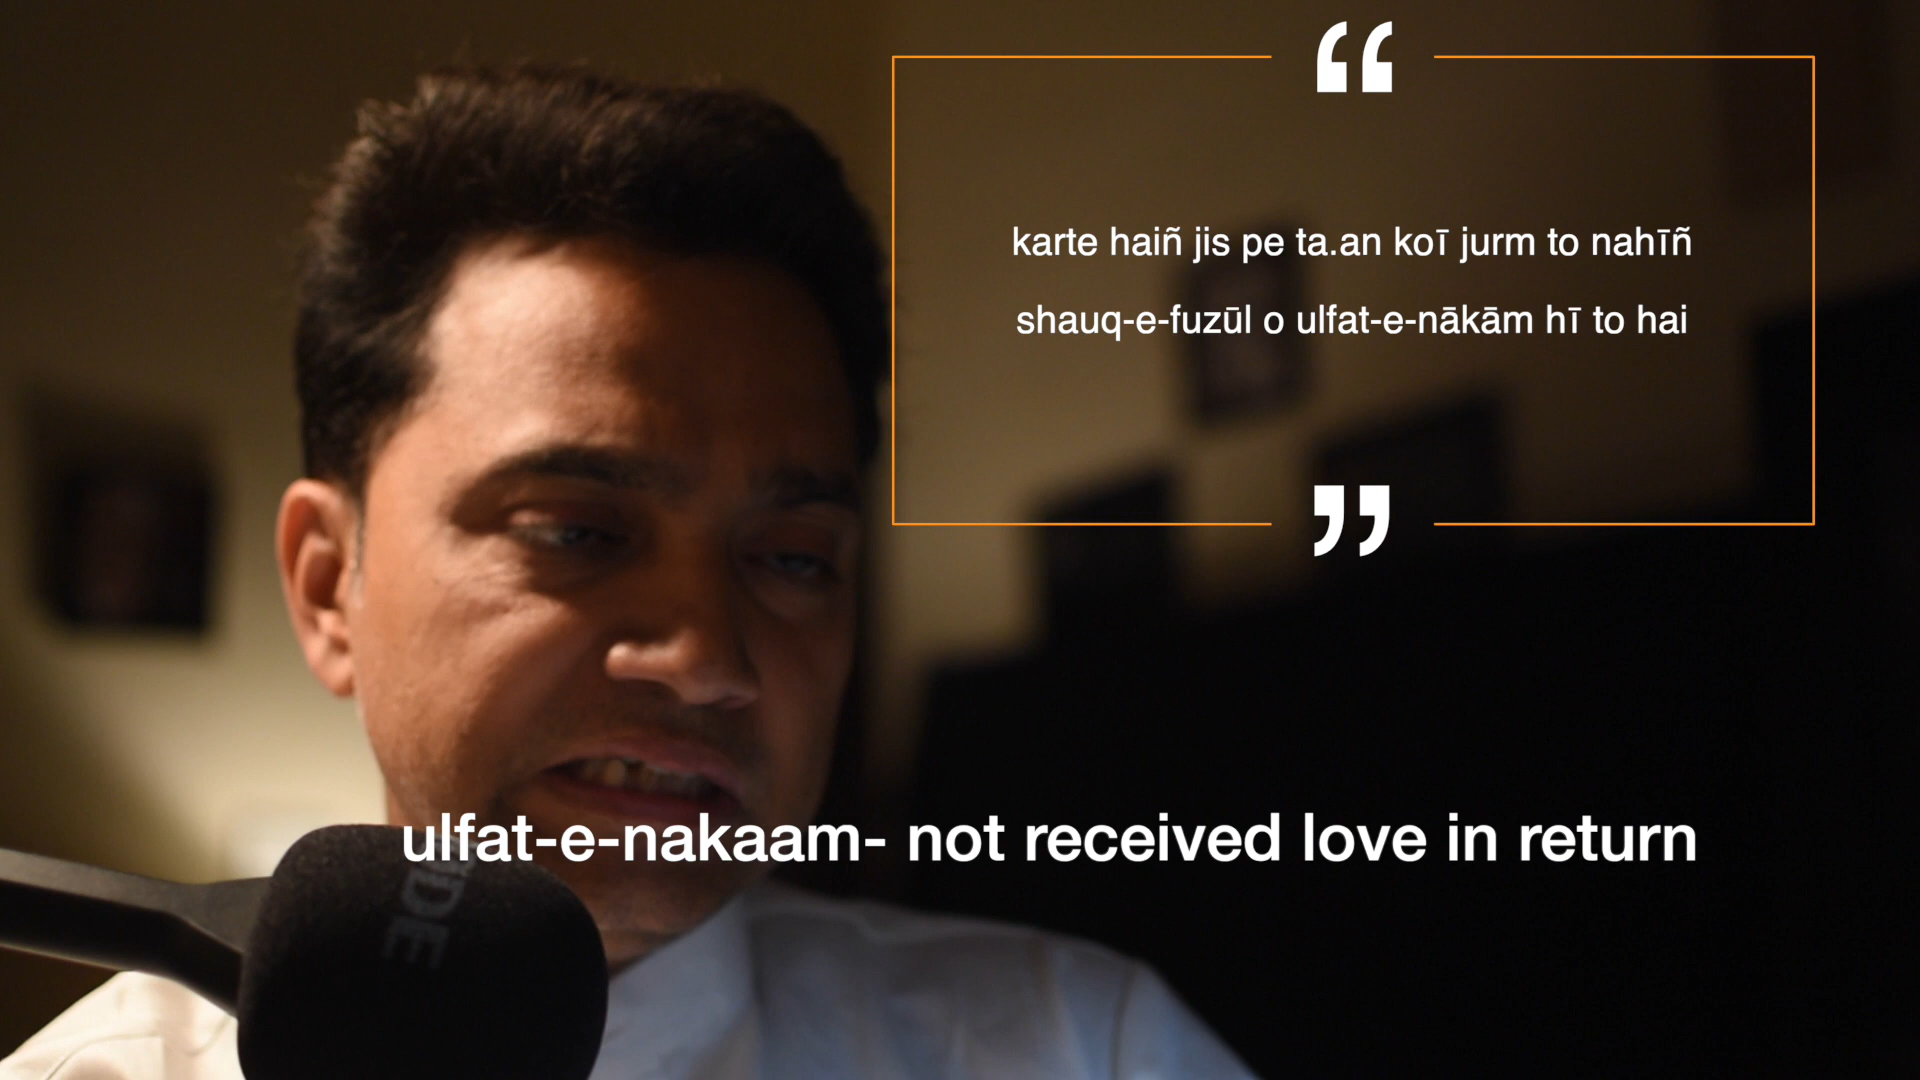 “
karte haiñ jis pe ta.an koī jurm to nahīñ
shauq-e-fuzūl o ulfat-e-nākām hī to hai
”
ulfat-e-nakaam- not received love in return
DE